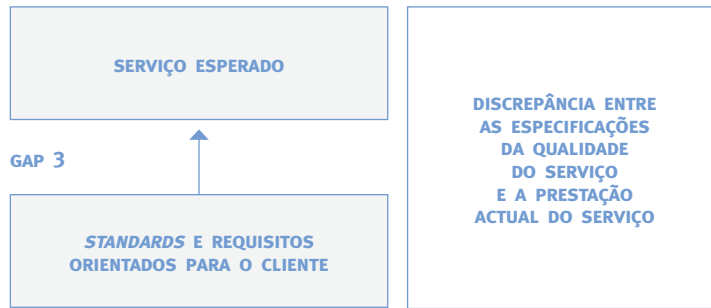 SERVIÇO ESPERADO
GAP 3
STANDARDS E REQUISITOS
ORIENTADOS PARA O CLIENTE
DISCREPÂNCIA ENTRE
AS ESPECIFICAÇÕES
DA QUALIDADE
DO SERVIÇO
E A PRESTAÇÃO
ACTUAL DO SERVIÇO